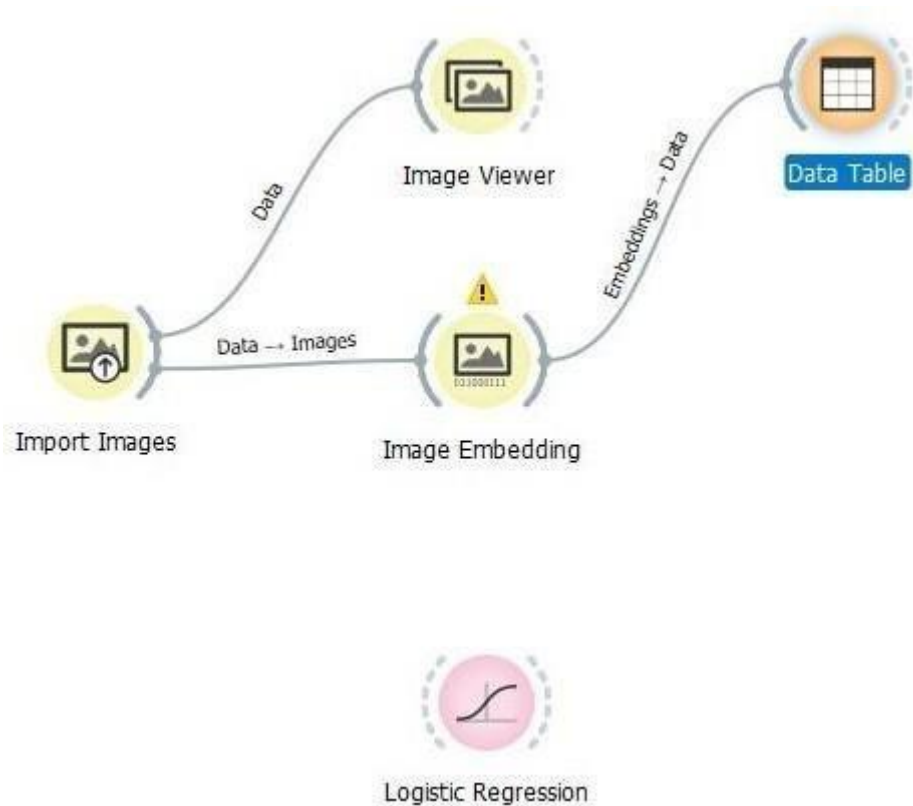 Image Viewer
Data Table
Data
Embeddings → Data
Data → Images
Import Images
Image Embedding
Logistic Regression